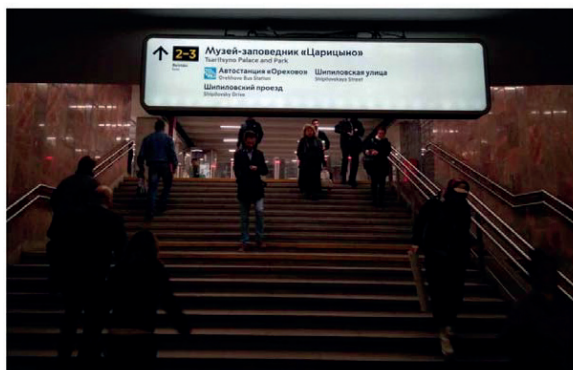 2–3
Музей-заповедник «Царицыно»
Tsaritsyno Palace and Park
Автостанция «Орехово» Шипиловская улица
Orekhovo Bus Station Shipilovskaya Street
Шипиловский проезд
Shipilovsky Drive